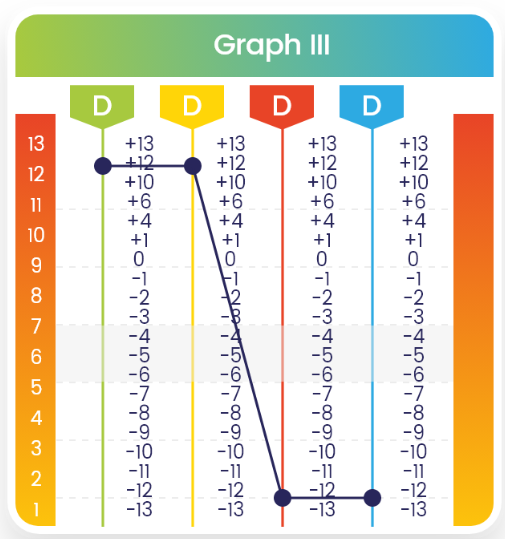 Graph III
D D D D
13 +13 +13 +13 +13
12 +12 +12 +12 +12
+10 +10 +10 +10
11 +6 +6 +6 +6
+4 +4 +4 +4
10 +1 +1 +1 +1
9 0 0 0 0
-1 -1 -1 -1
8 -2 -2 -2 -2
-3 -3 -3 -3
7 -4 -4 -4 -4
6 -5 -5 -5 -5
-6 -6 -6 -6
5 -7 -7 -7 -7
4 -8 -8 -8 -8
-9 -9 -9 -9
3 -10 -10 -10 -10
2 -11 -11 -11 -11
-12 -12 -12 -12
1 -13 -13 -13 -13